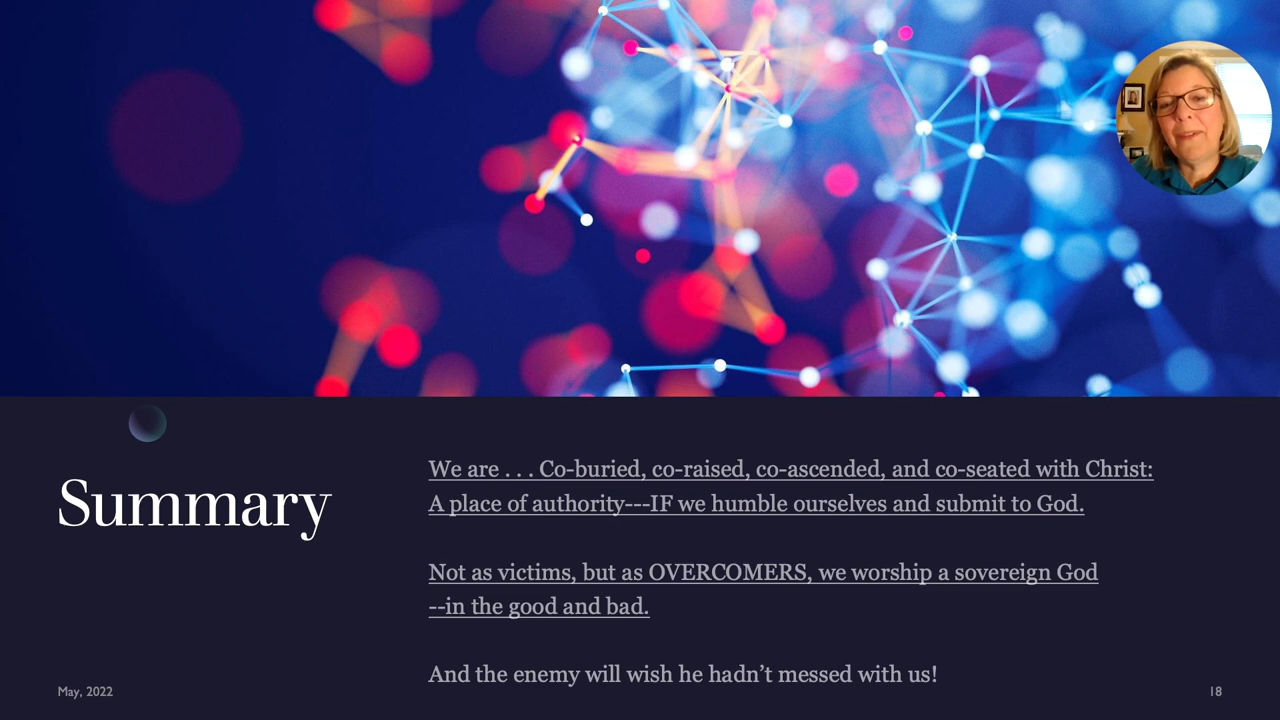 Summary
We are . . . Co-buried, co-raised, co-ascended, and co-seated with Christ:
A place of authority---IF we humble ourselves and submit to God.
Not as victims, but as OVERCOMERS, we worship a sovereign God
--in the good and bad.
And the enemy will wish he hadn’t messed with us!
May, 2022
18